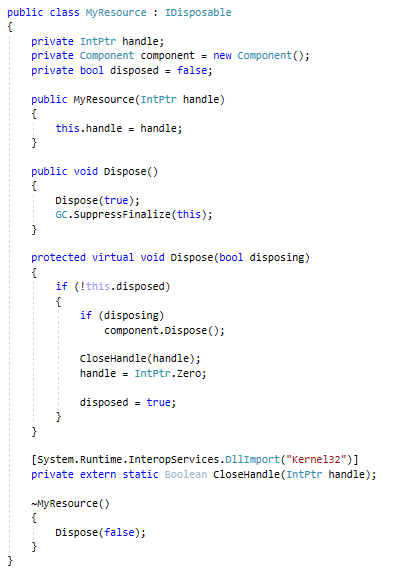 public class MyResource : IDisposable
{
    private IntPtr handle;
    private Component component = new Component();
    private bool disposed = false;

    public MyResource(IntPtr handle)
    {
        this.handle = handle;
    }

    public void Dispose()
    {
        Dispose(true);
        GC.SuppressFinalize(this);
    }

    protected virtual void Dispose(bool disposing)
    {
        if (!this.disposed)
        {
            if (disposing)
                component.Dispose();

            CloseHandle(handle);
            handle = IntPtr.Zero;

            disposed = true;
        }
    }

    [System.Runtime.InteropServices.DllImport("Kernel32")]
    private extern static Boolean CloseHandle(IntPtr handle);

    ~MyResource()
    {
        Dispose(false);
    }
}